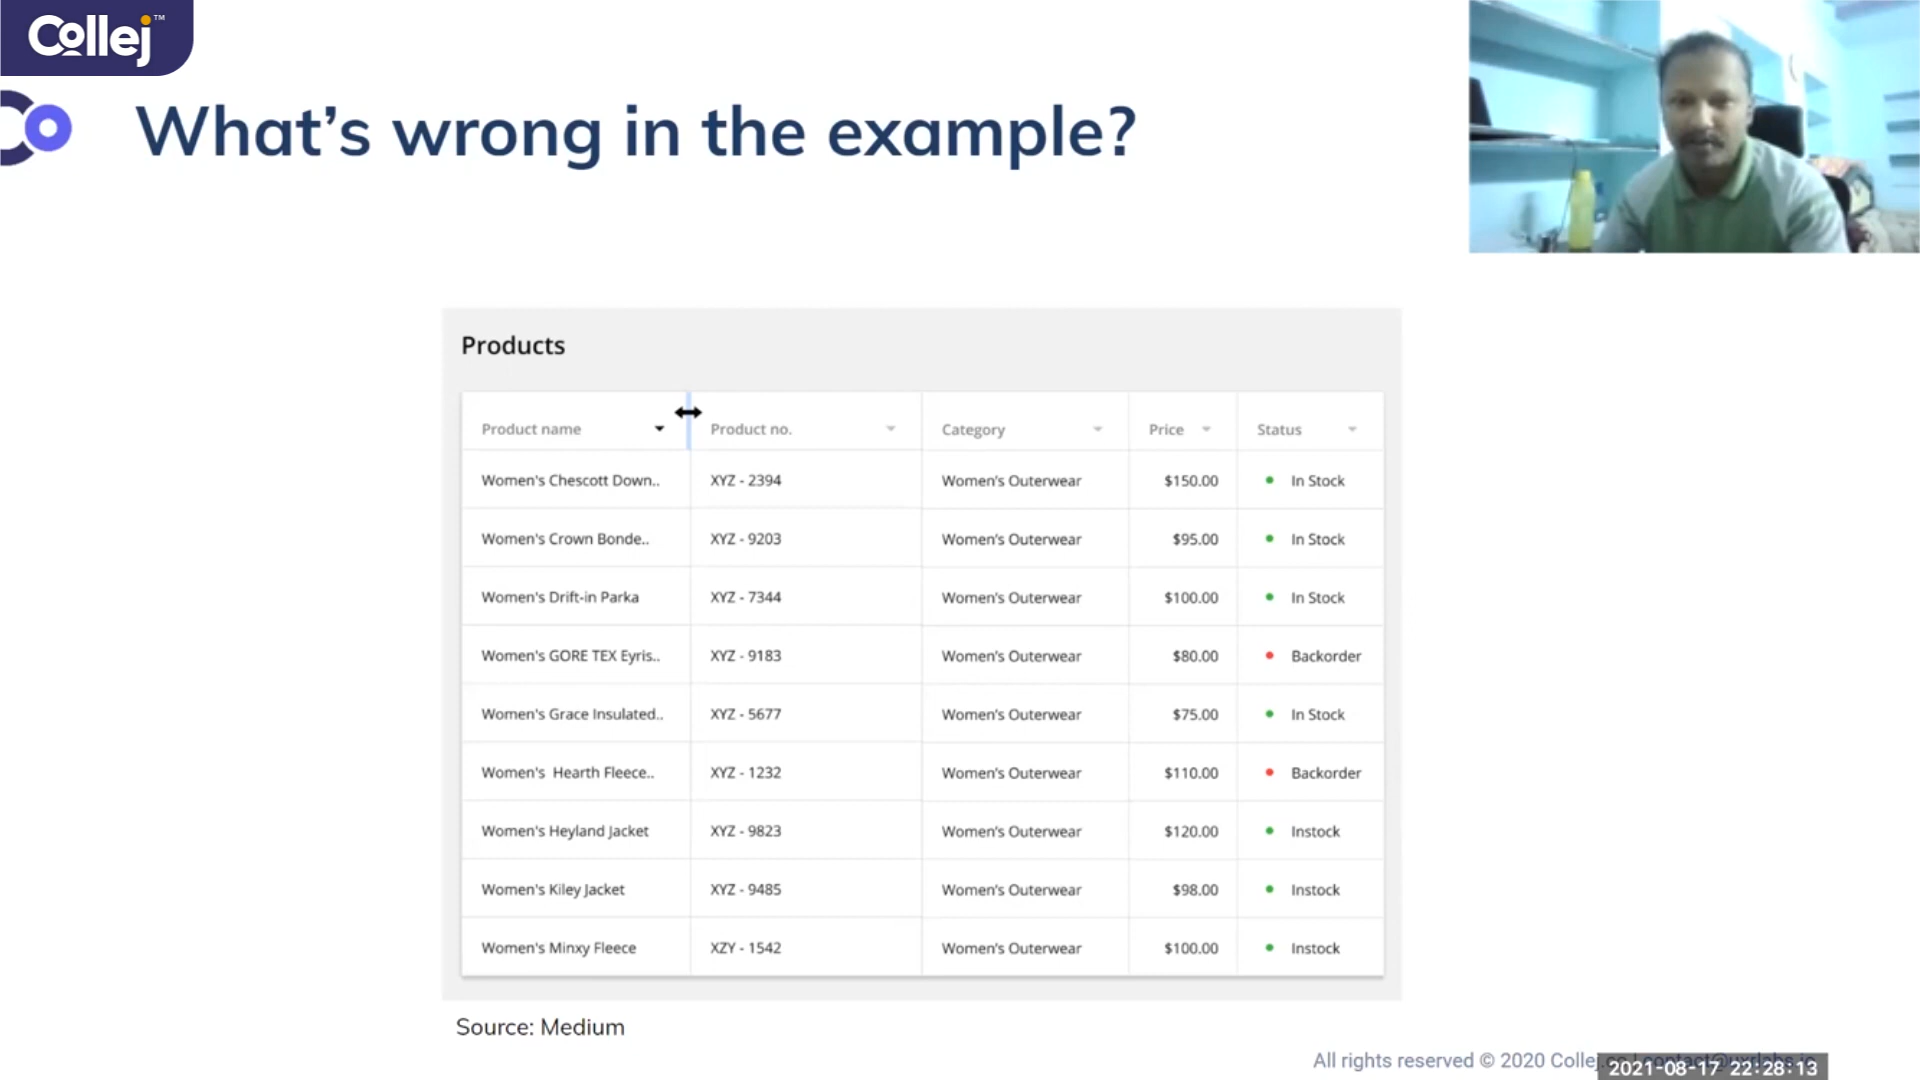 Collej™
What's wrong in the example?
Products
Product name Product no. Category Price Status
Women's Chescott Down.. XYZ - 2394 Women's Outerwear $150.00 In Stock
Women's Crown Bonde.. XYZ - 9203 Women's Outerwear $95.00 In Stock
Women's Drift-in Parka XYZ - 7344 Women's Outerwear $100.00 In Stock
Women's GORE TEX Eyris.. XYZ - 9183 Women's Outerwear $80.00 Backorder
Women's Grace Insulated.. XYZ - 5677 Women's Outerwear $75.00 In Stock
Women's  Hearth Fleece.. XYZ - 1232 Women's Outerwear $110.00 Backorder
Women's Heyland Jacket XYZ - 9823 Women's Outerwear $120.00 Instock
Women's Kiley Jacket XYZ - 9485 Women's Outerwear $98.00 Instock
Women's Minxy Fleece XZY - 1542 Women's Outerwear $100.00 Instock
Source: Medium
All rights reserved © 2020
2021-08-17 22:28:13